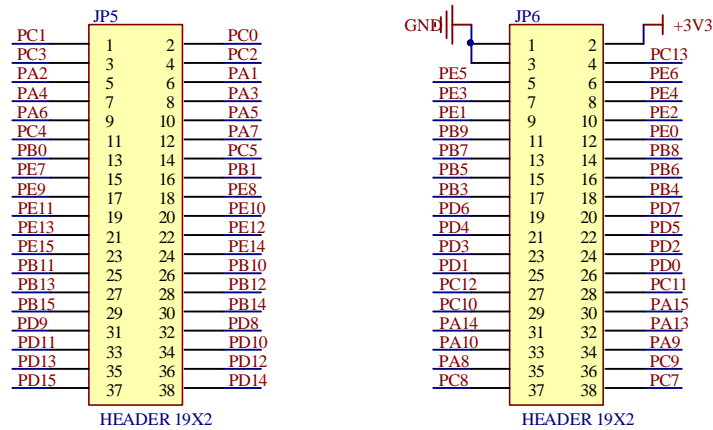 JP5
PC1 1 2 PC0
PC3 3 4 PC2
PA2 5 6 PA1
PA4 7 8 PA3
PA6 9 10 PA5
PC4 11 12 PA7
PB0 13 14 PC5
PE7 15 16 PB1
PE9 17 18 PE8
PE11 19 20 PE10
PE13 21 22 PE12
PE15 23 24 PE14
PB11 25 26 PB10
PB13 27 28 PB12
PB15 29 30 PB14
PD9 31 32 PD8
PD11 33 34 PD10
PD13 35 36 PD12
PD15 37 38 PD14
HEADER 19X2
JP6
GND 1 2 +3V3
3 4 PC13
PE5 5 6 PE6
PE3 7 8 PE4
PE1 9 10 PE2
PB9 11 12 PE0
PB7 13 14 PB8
PB5 15 16 PB6
PB3 17 18 PB4
PD6 19 20 PD7
PD4 21 22 PD5
PD3 23 24 PD2
PD1 25 26 PD0
PC12 27 28 PC11
PC10 29 30 PA15
PA14 31 32 PA13
PA10 33 34 PA9
PA8 35 36 PC9
PC8 37 38 PC7
HEADER 19X2